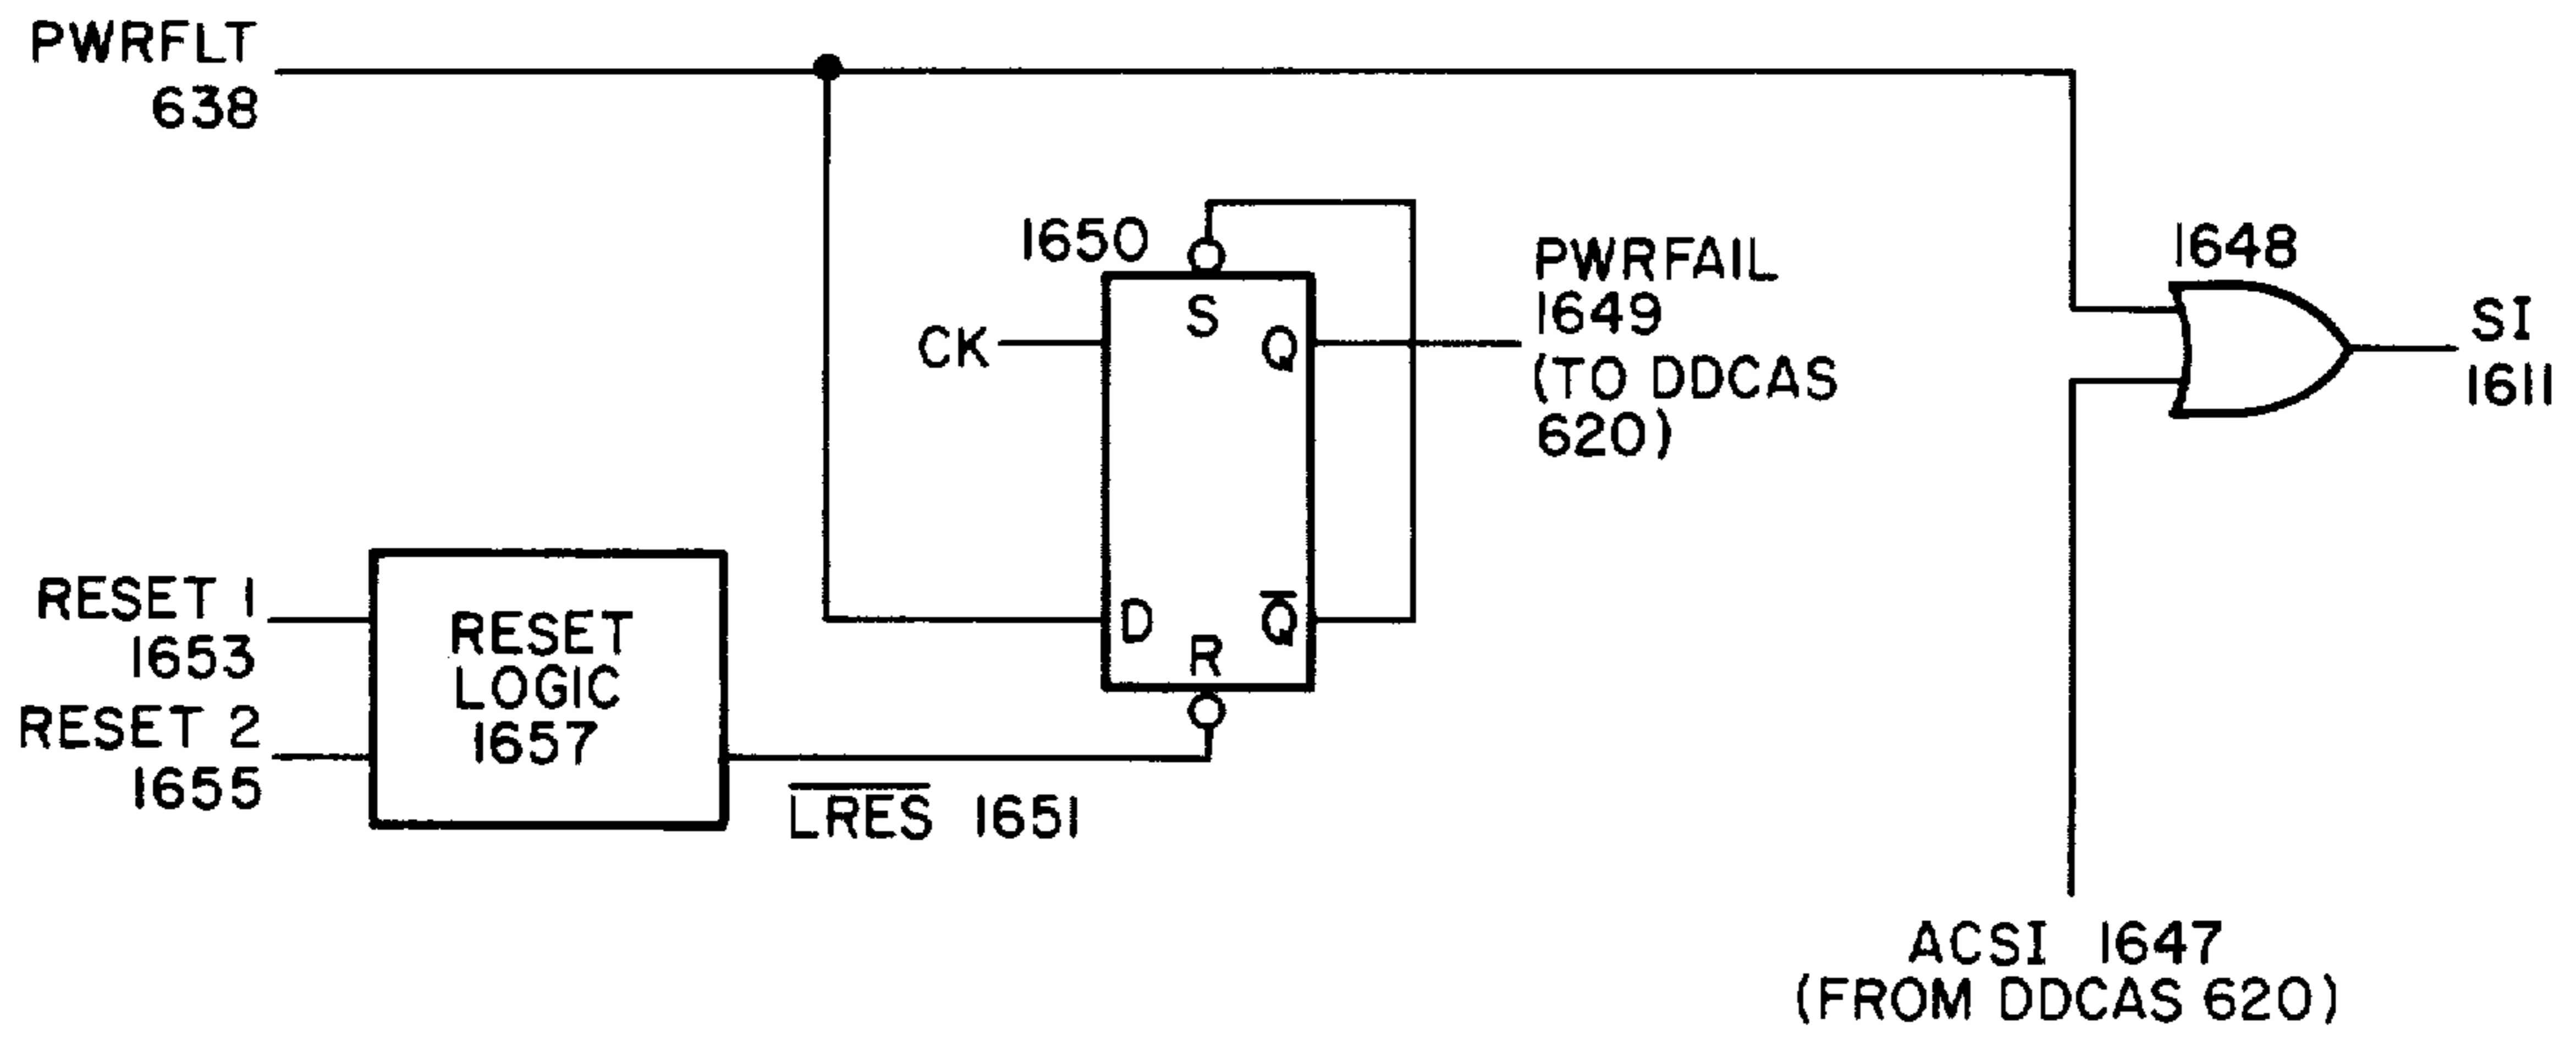 PWRFLT
638
1650
S
CK
Q
D
R
Q̅
PWRFAIL
1649
(TO DDCAS
620)
1648
SI
1611
RESET 1
1653
RESET 2
1655
RESET
LOGIC
1657
L̅R̅E̅S̅ 1651
ACSI 1647
(FROM DDCAS 620)